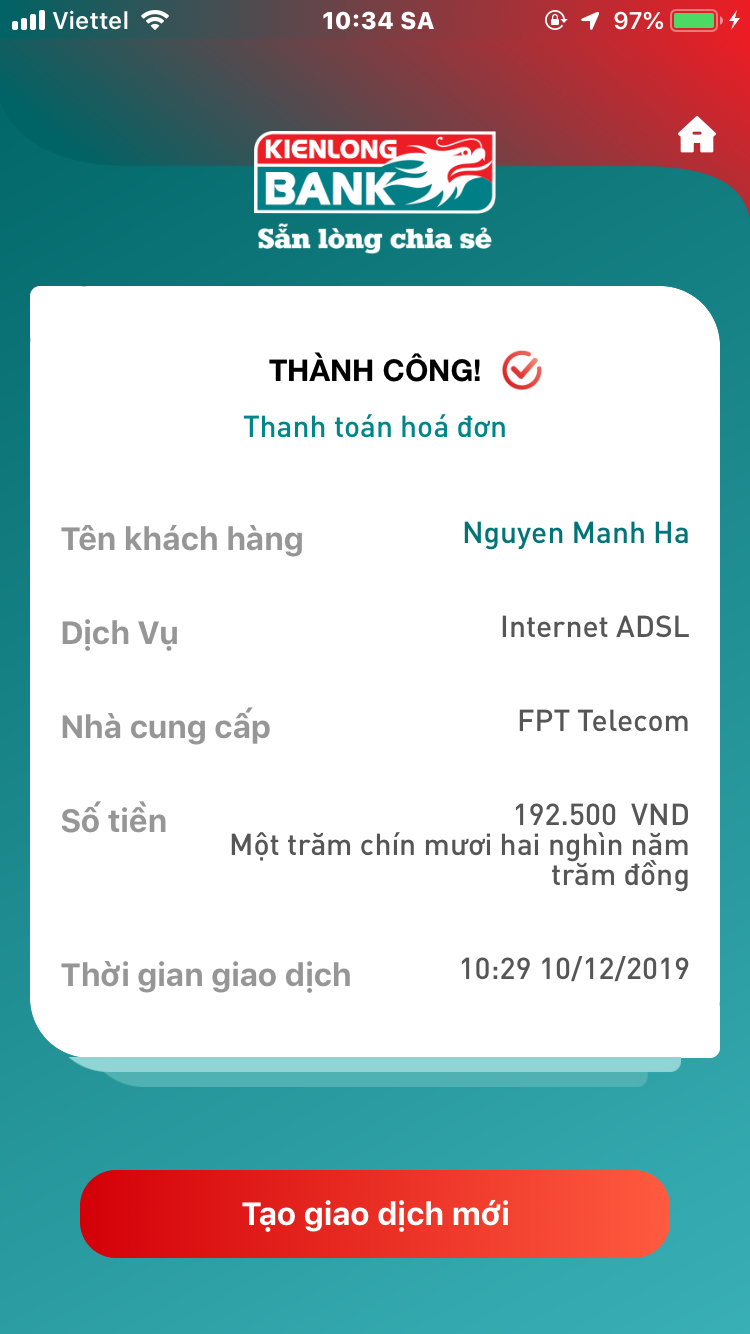 Viettel 10:34 SA 97%
KIENLONG
BANK
Sẵn lòng chia sẻ
THÀNH CÔNG!
Thanh toán hoá đơn
Tên khách hàng Nguyen Manh Ha
Dịch Vụ Internet ADSL
Nhà cung cấp FPT Telecom
Số tiền 192.500 VND
Một trăm chín mươi hai nghìn năm
trăm đồng
Thời gian giao dịch 10:29 10/12/2019
Tạo giao dịch mới